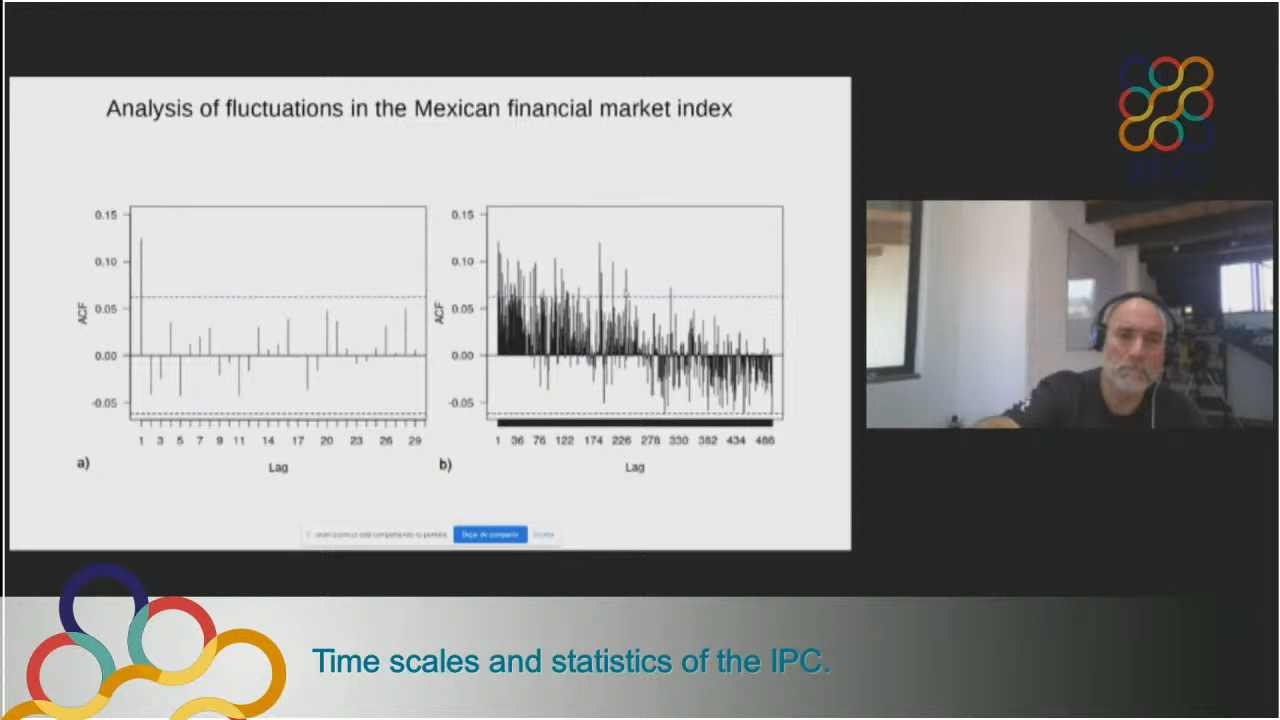 Analysis of fluctuations in the Mexican financial market index
0.15
0.10
0.05
0.00
-0.05
ACF
1 3 5 7 9 11 14 17 20 23 26 29
Lag
a)
0.15
0.10
0.05
0.00
-0.05
ACF
1 36 76 122 174 226 278 330 382 434 486
Lag
b)
Dejar de compartir
Ocultar
Time scales and statistics of the IPC.